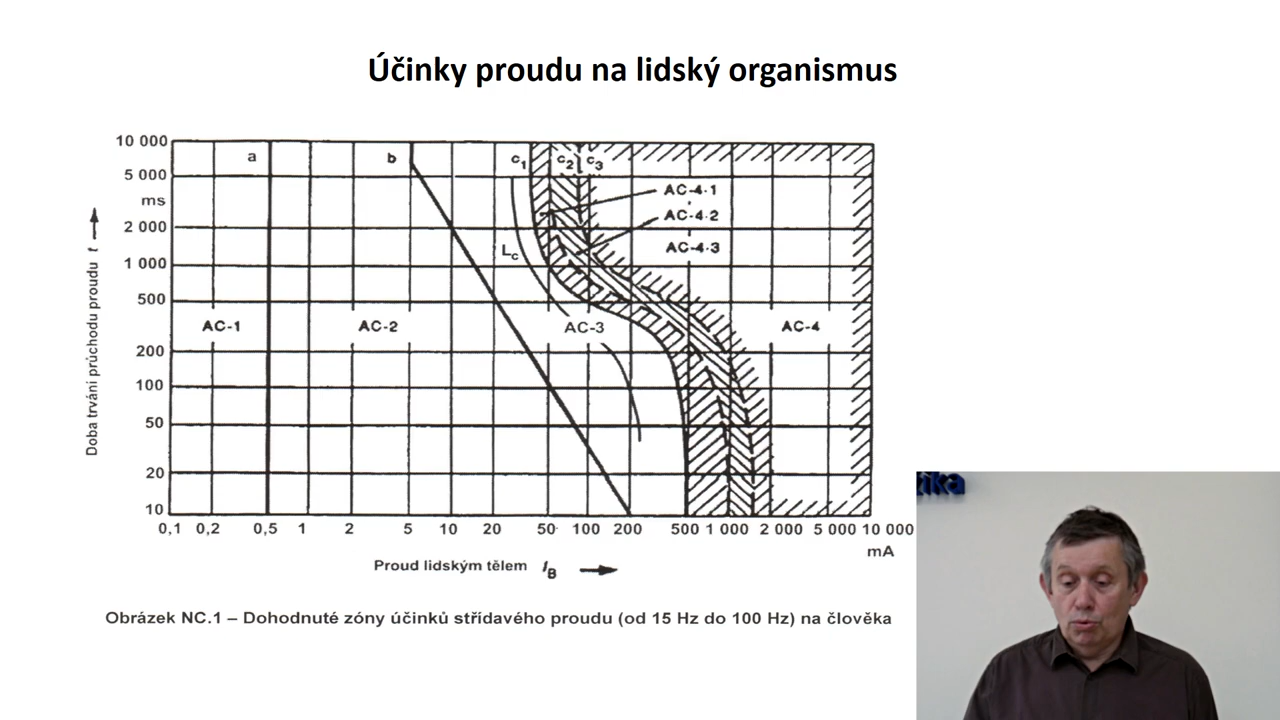 Účinky proudu na lidský organismus
10 000
5 000
ms
2 000
1 000
500
200
100
50
20
10
Doba trvání průchodu proudu t
a
b
c1
c2
c3
AC-4·1
AC-4·2
AC-4·3
Lc
AC-1
AC-2
AC-3
AC-4
0,1 0,2 0,5 1 2 5 10 20 50 100 200 500 1 000 2 000 5 000 10 000
mA
Proud lidským tělem IB
Obrázek NC.1 – Dohodnuté zóny účinků střídavého proudu (od 15 Hz do 100 Hz) na člověka